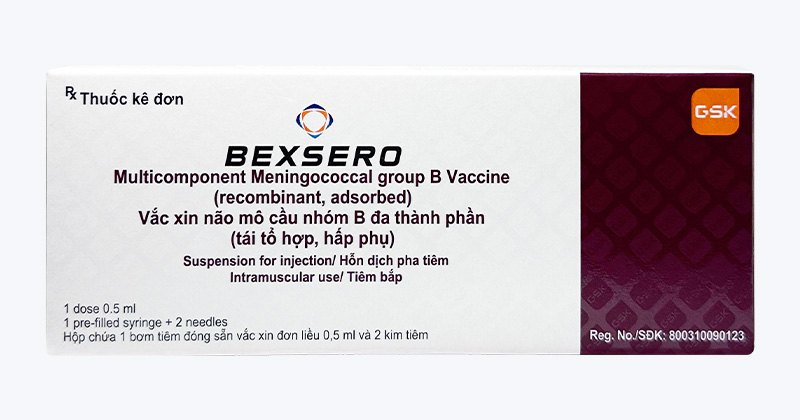 Rx Thuốc kê đơn
GSK
BEXSERO
Multicomponent Meningococcal group B Vaccine
(recombinant, adsorbed)
Vắc xin não mô cầu nhóm B đa thành phần
(tái tổ hợp, hấp phụ)
Suspension for injection/ Hỗn dịch pha tiêm
Intramuscular use/ Tiêm bắp
1 dose 0.5 ml
1 pre-filled syringe + 2 needles
Hộp chứa 1 bơm tiêm đóng sẵn vắc xin đơn liều 0,5 ml và 2 kim tiêm
Reg. No./SĐK: 800310090123